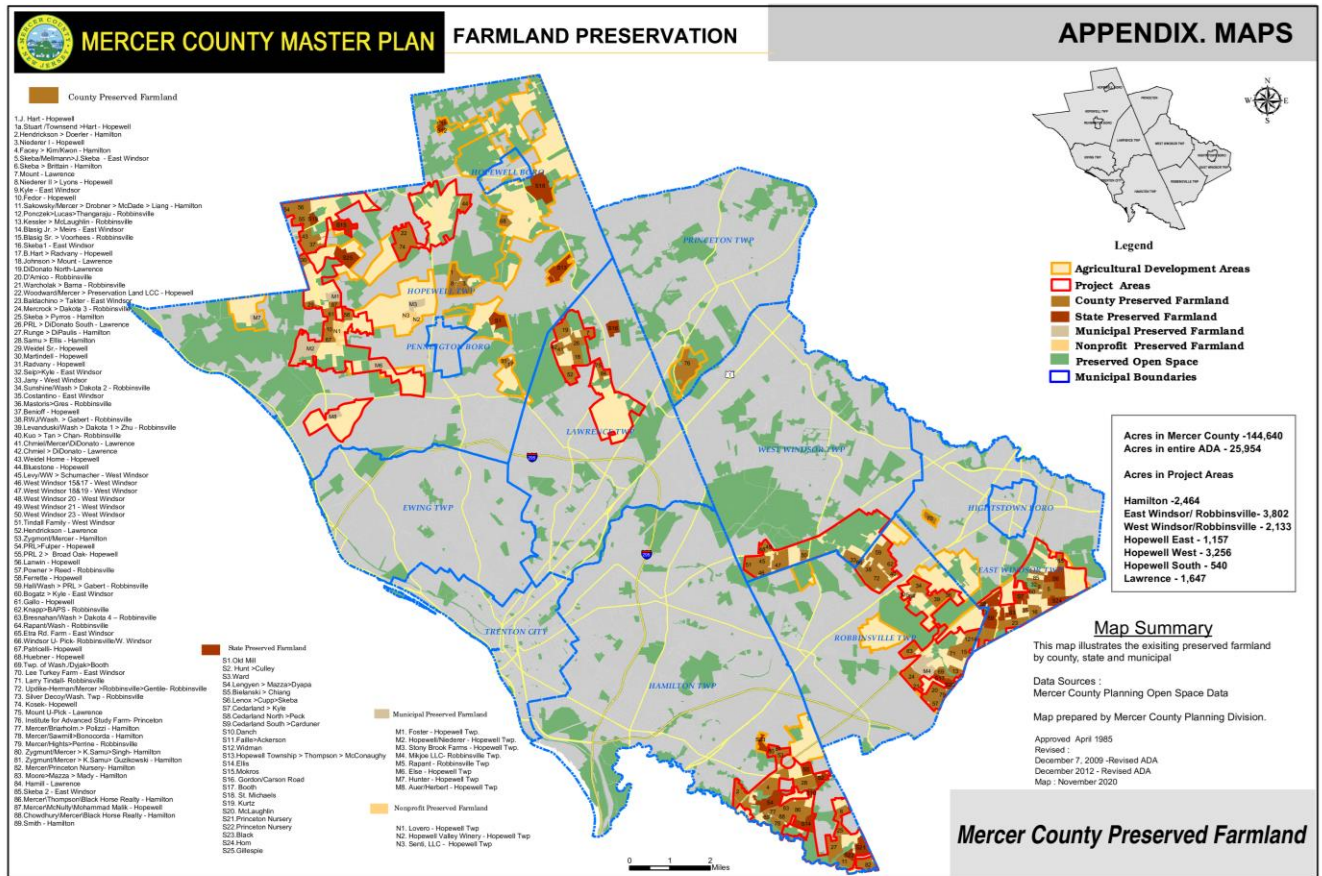 MERCER COUNTY NEW JERSEY
MERCER COUNTY MASTER PLAN
FARMLAND PRESERVATION
APPENDIX. MAPS
County Preserved Farmland
1.J. Hart - Hopewell
1a.Stuart /Townsend >Hart - Hopewell
2.Hendrickson > Doerler - Hamilton
3.Niederer I - Hopewell
4.Facey > Kim/Kwon - Hamilton
5.Skeba/Mellmann>J.Skeba - East Windsor
6.Skeba > Brittain - Hamilton
7.Mount - Lawrence
8.Niederer II > Lyons - Hopewell
9.Kyle - East Windsor
10.Fedor - Hopewell
11.Sakowsky/Mercer > Drobner > McDade > Liang - Hamilton
12.Ponczek>Lucas>Thangaraju - Robbinsville
13.Kessler > McLaughlin - Robbinsville
14.Blasig Jr. > Meirs - East Windsor
15.Blasig Sr. > Voorhees - Robbinsville
16.Skeba1 - East Windsor
17.B.Hart > Radvany - Hopewell
18.Johnson > Mount - Lawrence
19.DiDonato North-Lawrence
20.D'Amico - Robbinsville
21.Warcholak > Bama - Robbinsville
22.Woodward/Mercer > Preservation Land LCC - Hopewell
23.Baldachino > Takter - East Windsor
24.Mercrock > Dakota 3 - Robbinsville
25.Skeba > Pyrros - Hamilton
26.PRL > DiDonato South - Lawrence
27.Runge > DiPaulis - Hamilton
28.Samu > Ellis - Hamilton
29.Weidel Sr.- Hopewell
30.Martindell - Hopewell
31.Radvany - Hopewell
32.Seip>Kyle - East Windsor
33.Jany - West Windsor
34.Sunshine/Wash > Dakota 2 - Robbinsville
35.Costantino - East Windsor
36.Mastoris>Gres - Robbinsville
37.Benioff - Hopewell
38.RWJ/Wash. > Gabert - Robbinsville
39.Levanduski/Wash > Dakota 1 > Zhu - Robbinsville
40.Kuo > Tan > Chan- Robbinsville
41.Chmiel/Mercer\DiDonato - Lawrence
42.Chmiel > DiDonato - Lawrence
43.Weidel Home - Hopewell
44.Bluestone - Hopewell
45.Levy/WW > Schumacher - West Windsor
46.West Windsor 15&17 - West Windsor
47.West Windsor 18&19 - West Windsor
48.West Windsor 20 - West Windsor
49.West Windsor 21 - West Windsor
50.West Windsor 23 - West Windsor
51.Tindall Family - West Windsor
52.Hendrickson - Lawrence
53.Zygmont/Mercer - Hamilton
54.PRL>Fulper - Hopewell
55.PRL 2 > Broad Oak- Hopewell
56.Lanwin - Hopewell
57.Powner > Reed - Robbinsville
58.Ferrette - Hopewell
59.Hall/Wash > PRL > Gabert - Robbinsville
60.Bogatz > Kyle - East Windsor
61.Gallo - Hopewell
62.Knapp>BAPS - Robbinsville
63.Bresnahan/Wash > Dakota 4 – Robbinsville
64.Rapant/Wash - Robbinsville
65.Etra Rd. Farm - East Windsor
66.Windsor U- Pick- Robbinsville/W. Windsor
67.Patricelli- Hopewell
68.Huebner - Hopewell
69.Twp. of Wash./Dyjak>Booth
70. Lee Turkey Farm - East Windsor
71. Larry Tindall- Robbinsville
72. Updike-Herman/Mercer >Robbinsville>Gentile- Robbinsville
73. Silver Decoy/Wash. Twp - Robbinsville
74. Kosek- Hopewell
75. Mount U-Pick - Lawrence
76. Institute for Advanced Study Farm- Princeton
77. Mercer/Briarholm > Polizzi - Hamilton
78. Mercer/Sawmill>Bonocorda - Hamilton
79. Mercer/Hights>Perrine - Robbinsville
80. Zygmunt/Mercer > K.Samu>Singh- Hamilton
81. Zygmunt/Mercer > K.Samu> Guzikowski - Hamilton
82. Mercer/Princeton Nursery- Hamilton
83. Moore>Mazza > Mady - Hamilton
84. Hamill - Lawrence
85.Skeba 2 - East Windsor
86.Mercer\Thompson\Black Horse Realty - Hamilton
87.Mercer\McNulty\Mohammad Malik - Hopewell
88.Chowdhury\Mercer\Black Horse Realty - Hamilton
89.Smith - Hamilton
State Preserved Farmland
S1.Old Mill
S2. Hunt >Culley
S3.Ward
S4.Lengyen > Mazza>Dyapa
S5.Bielanski > Chiang
S6.Lenox >Cupp>Skeba
S7.Cedarland > Kyle
S8.Cedarland North >Peck
S9.Cedarland South >Carduner
S10.Danch
S11.Faille>Ackerson
S12.Widman
S13.Hopewell Township > Thompson > McConaughy
S14.Ellis
S15.Mokros
S16. Gordon/Carson Road
S17. Booth
S18. St. Michaels
S19. Kurtz
S20. McLaughlin
S21.Princeton Nursery
S22.Princeton Nursery
S23.Black
S24.Horn
S25.Gillespie
Municipal Preserved Farmland
M1. Foster - Hopewell Twp.
M2. Hopewell/Niederer - Hopewell Twp.
M3. Stony Brook Farms - Hopewell Twp.
M4. Mikjoe LLC- Robbinsville Twp.
M5. Rapant - Robbinsville Twp
M6. Else - Hopewell Twp
M7. Hunter - Hopewell Twp
M8. Auer/Herbert - Hopewell Twp
Nonprofit Preserved Farmland
N1. Lovero - Hopewell Twp
N2. Hopewell Valley Winery - Hopewell Twp
N3. Senti, LLC - Hopewell Twp
HOPEWELL BORO
PRINCETON TWP
HOPEWELL TWP
PENNINGTON BORO
LAWRENCE TWP
WEST WINDSOR TWP
EWING TWP
HIGHTSTOWN BORO
EAST WINDSOR TWP
TRENTON CITY
ROBBINSVILLE TWP
HAMILTON TWP
M7
M1
M3
N3
N2
N1
M2
M6
M8
M4
76
0 1 2
Miles
N
W E
S
Legend
Agricultural Development Areas
Project Areas
County Preserved Farmland
State Preserved Farmland
Municipal Preserved Farmland
Nonprofit Preserved Farmland
Preserved Open Space
Municipal Boundaries
Acres in Mercer County -144,640
Acres in entire ADA - 25,954
Acres in Project Areas
Hamilton -2,464
East Windsor/ Robbinsville- 3,802
West Windsor/Robbinsville - 2,133
Hopewell East - 1,157
Hopewell West - 3,256
Hopewell South - 540
Lawrence - 1,647
Map Summary
This map illustrates the exisiting preserved farmland
by county, state and municipal
Data Sources :
Mercer County Planning Open Space Data
Map prepared by Mercer County Planning Division.
Approved April 1985
Revised :
December 7, 2009 -Revised ADA
December 2012 - Revised ADA
Map : November 2020
Mercer County Preserved Farmland